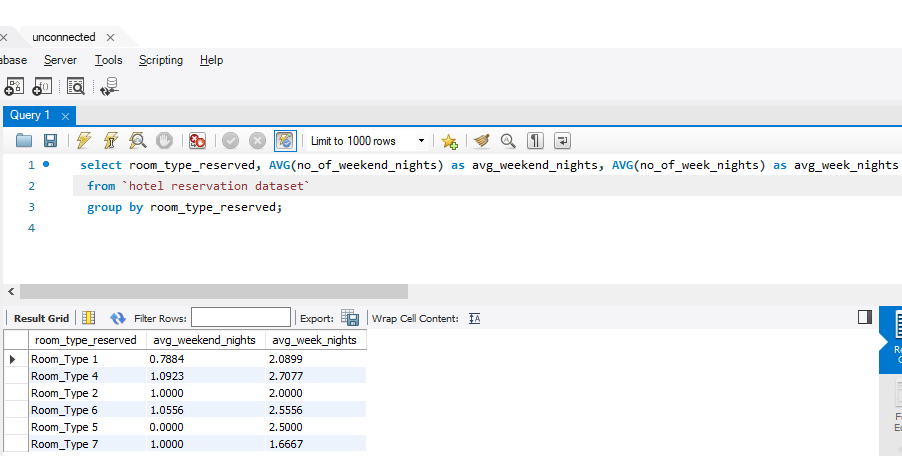 unconnected
abase Server Tools Scripting Help
Query 1
Limit to 1000 rows
1 select room_type_reserved, AVG(no_of_weekend_nights) as avg_weekend_nights, AVG(no_of_week_nights) as avg_week_nights
2 from `hotel reservation dataset`
3 group by room_type_reserved;
4
Result Grid Filter Rows: Export: Wrap Cell Content:
room_type_reserved avg_weekend_nights avg_week_nights
Room_Type 1 0.7884 2.0899
Room_Type 4 1.0923 2.7077
Room_Type 2 1.0000 2.0000
Room_Type 6 1.0556 2.5556
Room_Type 5 0.0000 2.5000
Room_Type 7 1.0000 1.6667